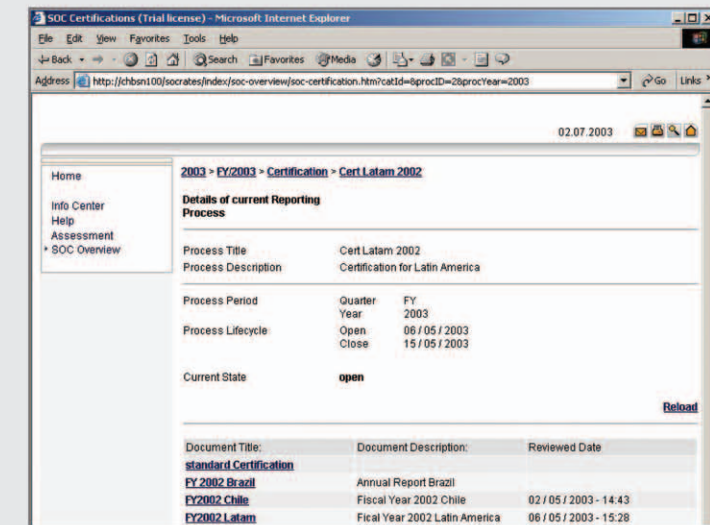 SOC Certifications (Trial license) - Microsoft Internet Explorer
File Edit View Favorites Tools Help
Back Search Favorites Media
Address http://chbsn100/socrates/index/soc-overview/soc-certification.htm?catId=8procID=28procYear=2003 Go Links
02.07.2003
Home
Info Center
Help
Assessment
SOC Overview
2003 > FY/2003 > Certification > Cert Latam 2002
Details of current Reporting
Process
Process Title Cert Latam 2002
Process Description Certification for Latin America
Process Period Quarter FY
Year 2003
Process Lifecycle Open 06 / 05 / 2003
Close 15 / 05 / 2003
Current State open
Reload
Document Title: Document Description: Reviewed Date
standard Certification
FY 2002 Brazil Annual Report Brazil
FY2002 Chile Fiscal Year 2002 Chile 02 / 05 / 2003 - 14:43
FY2002 Latam Fical Year 2002 Latin America 06 / 05 / 2003 - 15:28